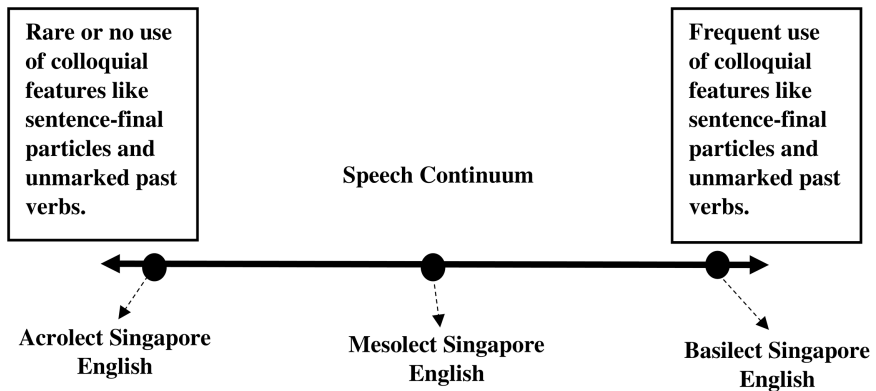 Rare or no use
of colloquial
features like
sentence-final
particles and
unmarked past
verbs.
Frequent use
of colloquial
features like
sentence-final
particles and
unmarked past
verbs.
Speech Continuum
Acrolect Singapore
English
Mesolect Singapore
English
Basilect Singapore
English